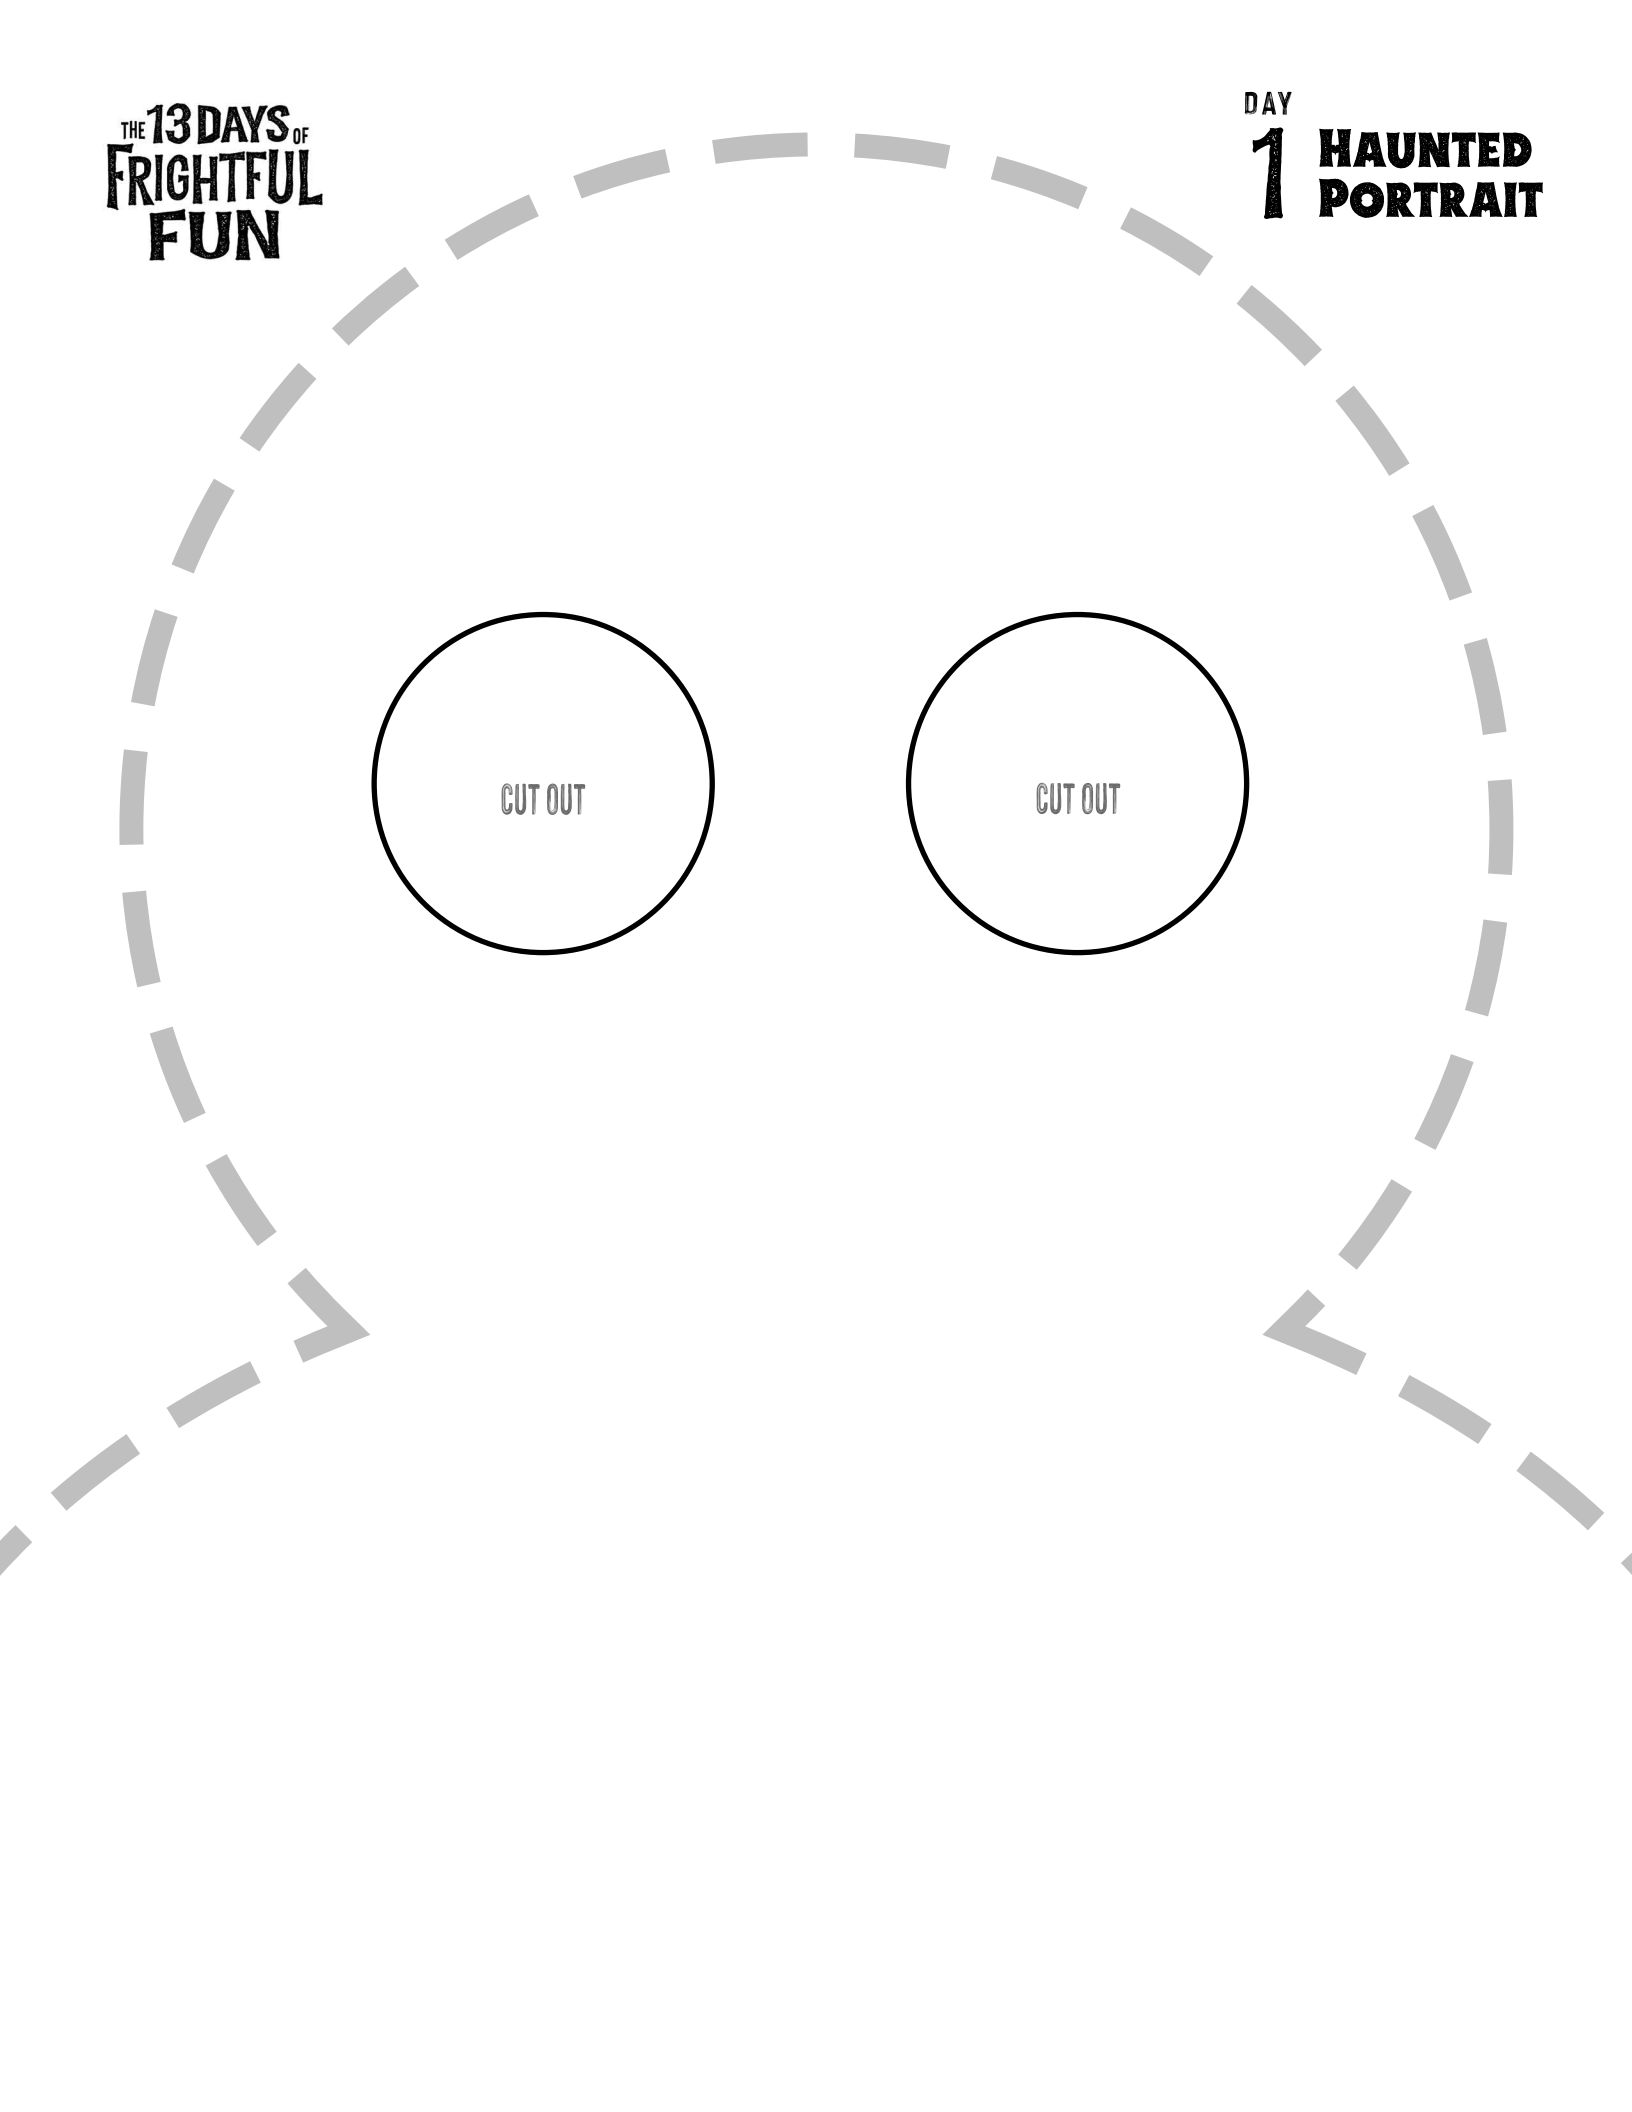 THE 13 DAYS OF
FRIGHTFUL
FUN
DAY
1 HAUNTED
PORTRAIT
CUT OUT
CUT OUT